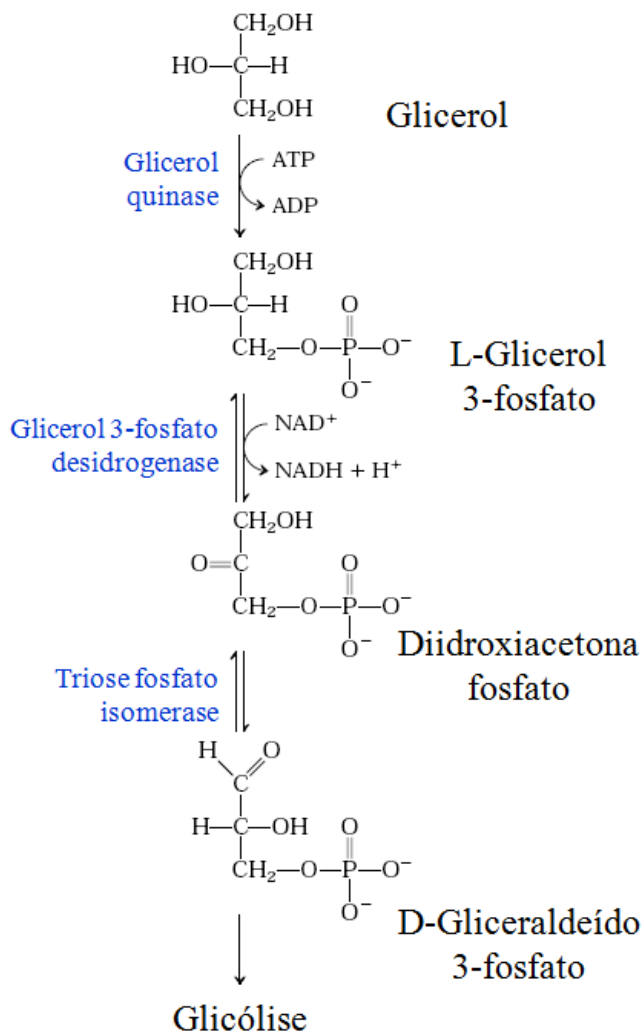 CH₂OH
HO—C—H
CH₂OH
Glicerol
Glicerol
quinase
ATP
ADP
CH₂OH
HO—C—H
O
CH₂—O—P—O⁻
O⁻
L-Glicerol
3-fosfato
Glicerol 3-fosfato
desidrogenase
NAD⁺
NADH + H⁺
CH₂OH
O=C
O
CH₂—O—P—O⁻
O⁻
Diidroxiacetona
fosfato
Triose fosfato
isomerase
H O
C
H—C—OH
O
CH₂—O—P—O⁻
O⁻
D-Gliceraldeído
3-fosfato
Glicólise